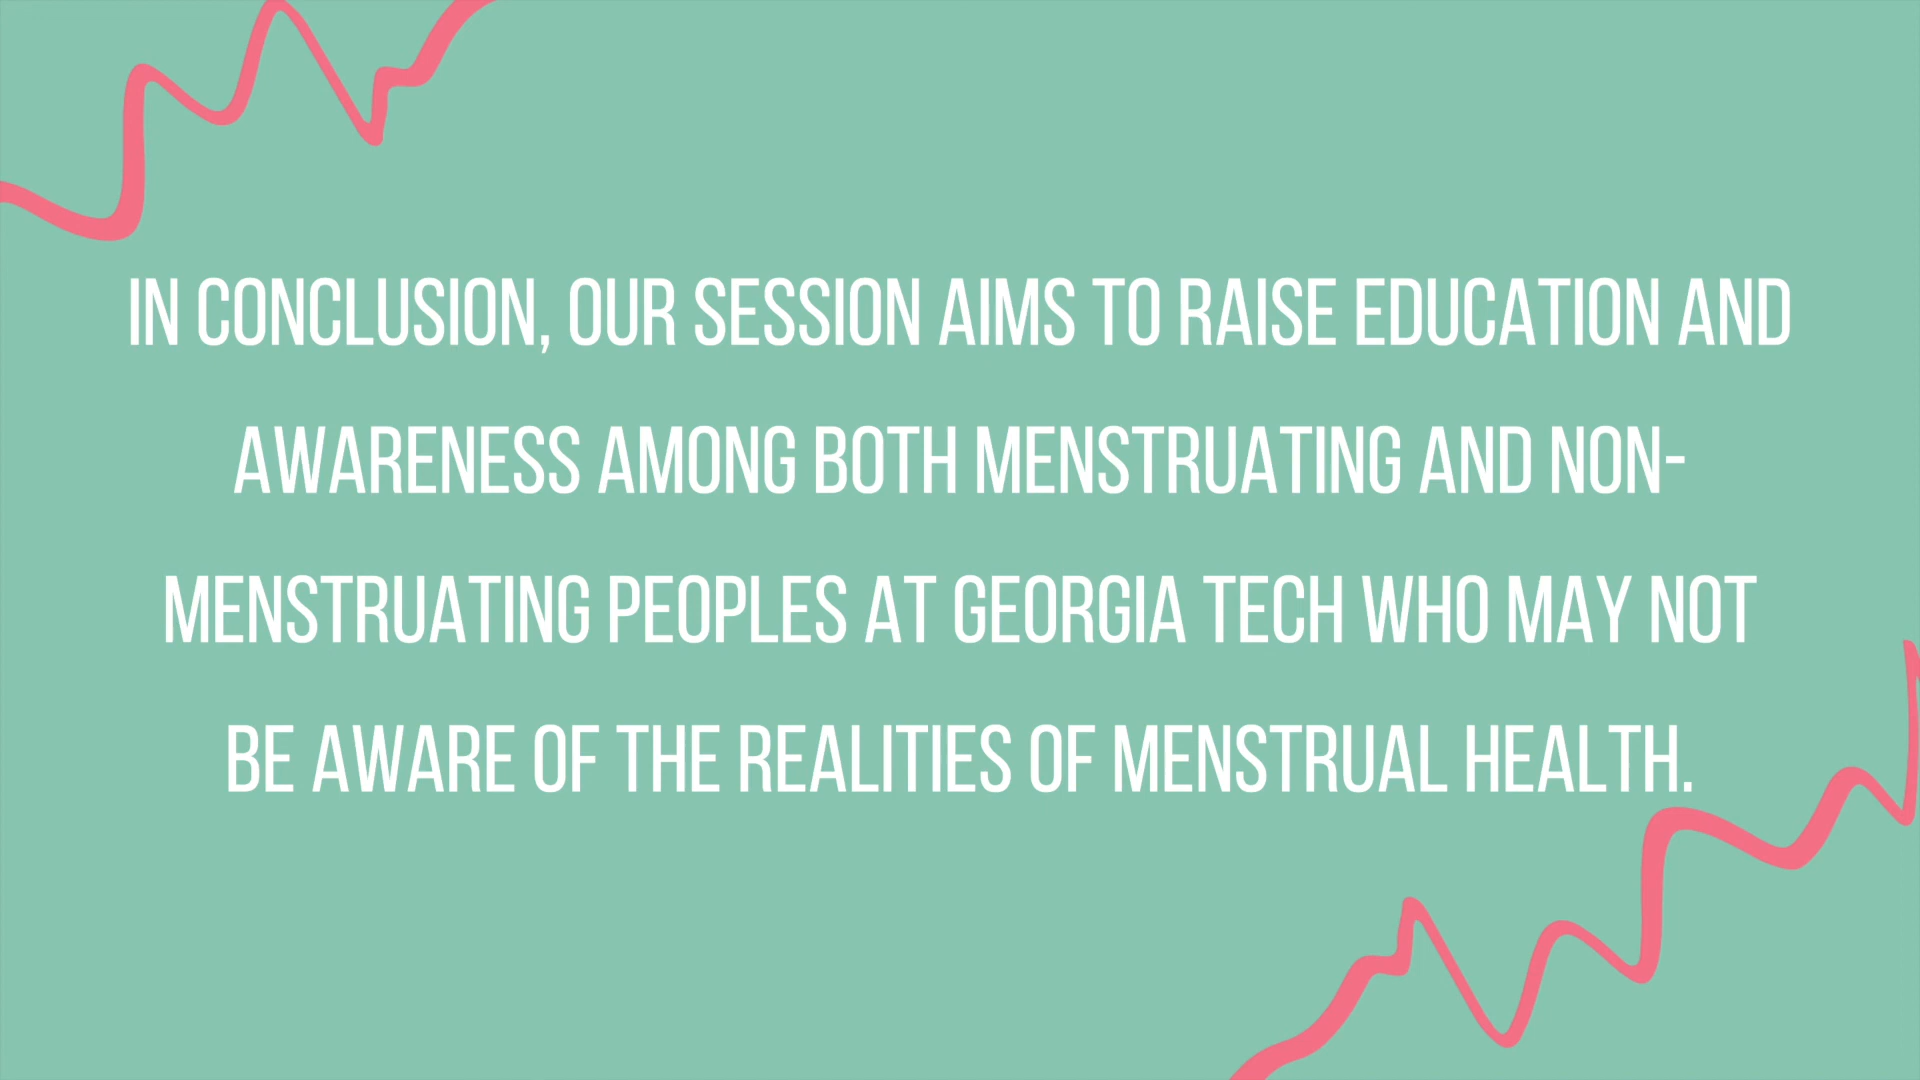 IN CONCLUSION, OUR SESSION AIMS TO RAISE EDUCATION AND
AWARENESS AMONG BOTH MENSTRUATING AND NON-
MENSTRUATING PEOPLES AT GEORGIA TECH WHO MAY NOT
BE AWARE OF THE REALITIES OF MENSTRUAL HEALTH.